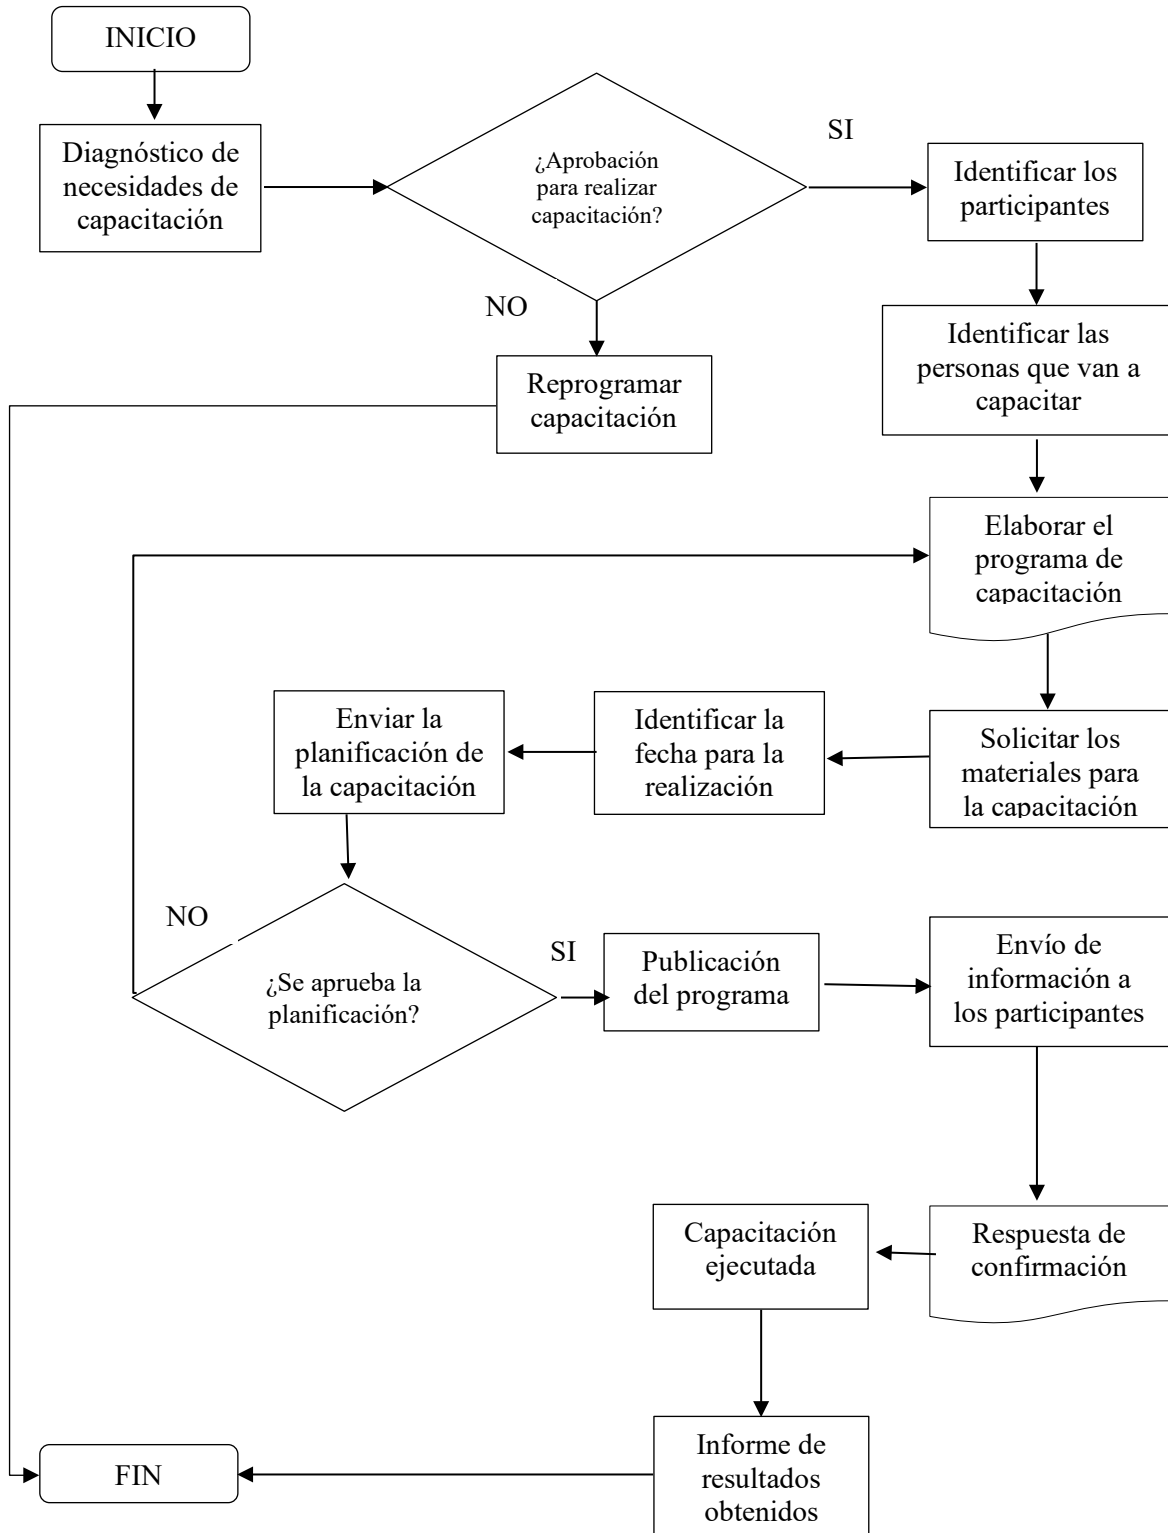 INICIO
Diagnóstico de
necesidades de
capacitación
¿Aprobación
para realizar
capacitación?
SI
Identificar los
participantes
NO
Reprogramar
capacitación
Identificar las
personas que van a
capacitar
Elaborar el
programa de
capacitación
Solicitar los
materiales para
la capacitación
Identificar la
fecha para la
realización
Enviar la
planificación de
la capacitación
NO
¿Se aprueba la
planificación?
SI
Publicación
del programa
Envío de
información a
los participantes
Respuesta de
confirmación
Capacitación
ejecutada
Informe de
resultados
obtenidos
FIN